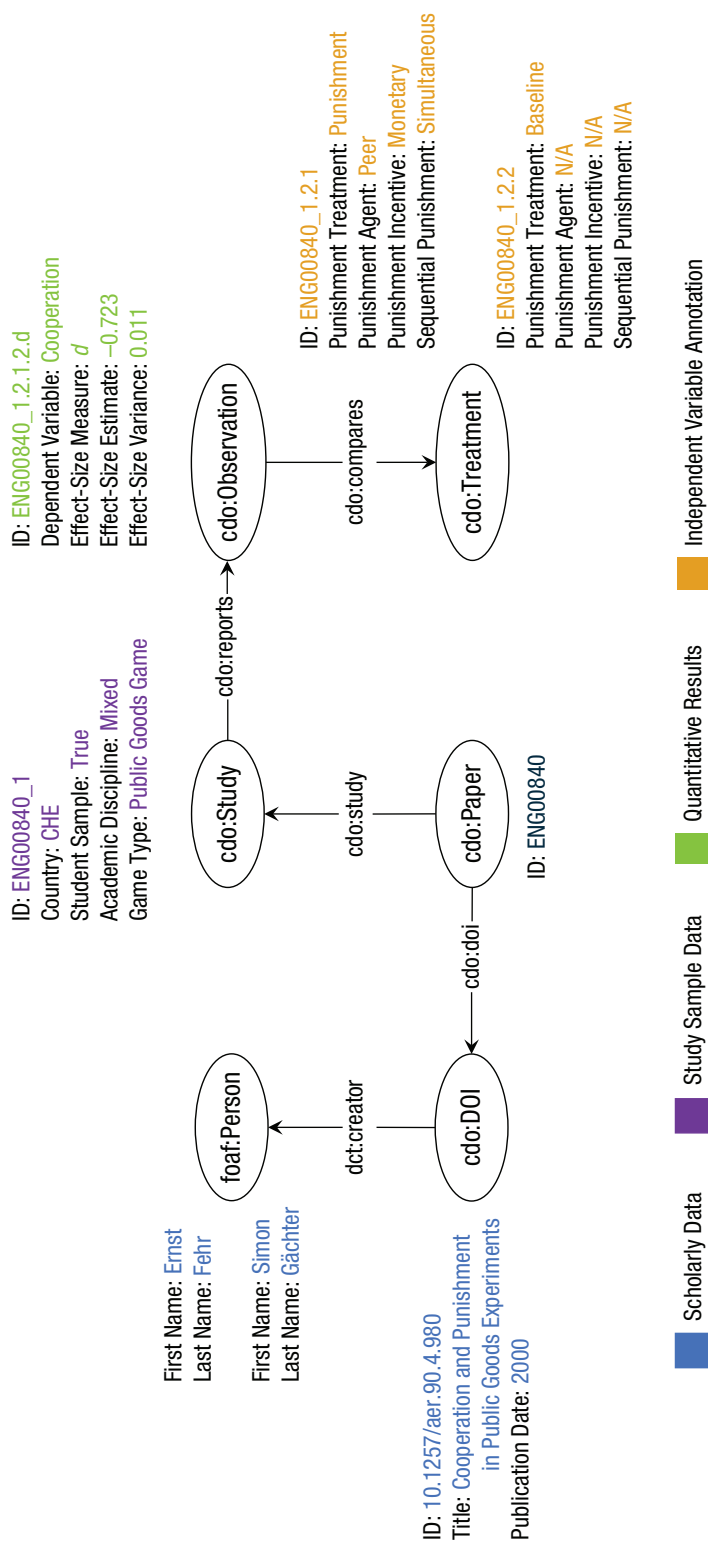 First Name: Ernst
Last Name: Fehr
First Name: Simon
Last Name: Gächter
foaf:Person
dct:creator
ID: 10.1257/aer.90.4.980
Title: Cooperation and Punishment
in Public Goods Experiments
Publication Date: 2000
cdo:DOI
cdo:doi
cdo:Paper
ID: ENG00840
cdo:study
ID: ENG00840_1
Country: CHE
Student Sample: True
Academic Discipline: Mixed
Game Type: Public Goods Game
cdo:Study
cdo:reports
ID: ENG00840_1.2.1.2.d
Dependent Variable: Cooperation
Effect-Size Measure: d
Effect-Size Estimate: −0.723
Effect-Size Variance: 0.011
cdo:Observation
cdo:compares
cdo:Treatment
ID: ENG00840_1.2.1
Punishment Treatment: Punishment
Punishment Agent: Peer
Punishment Incentive: Monetary
Sequential Punishment: Simultaneous
ID: ENG00840_1.2.2
Punishment Treatment: Baseline
Punishment Agent: N/A
Punishment Incentive: N/A
Sequential Punishment: N/A
Scholarly Data
Study Sample Data
Quantitative Results
Independent Variable Annotation